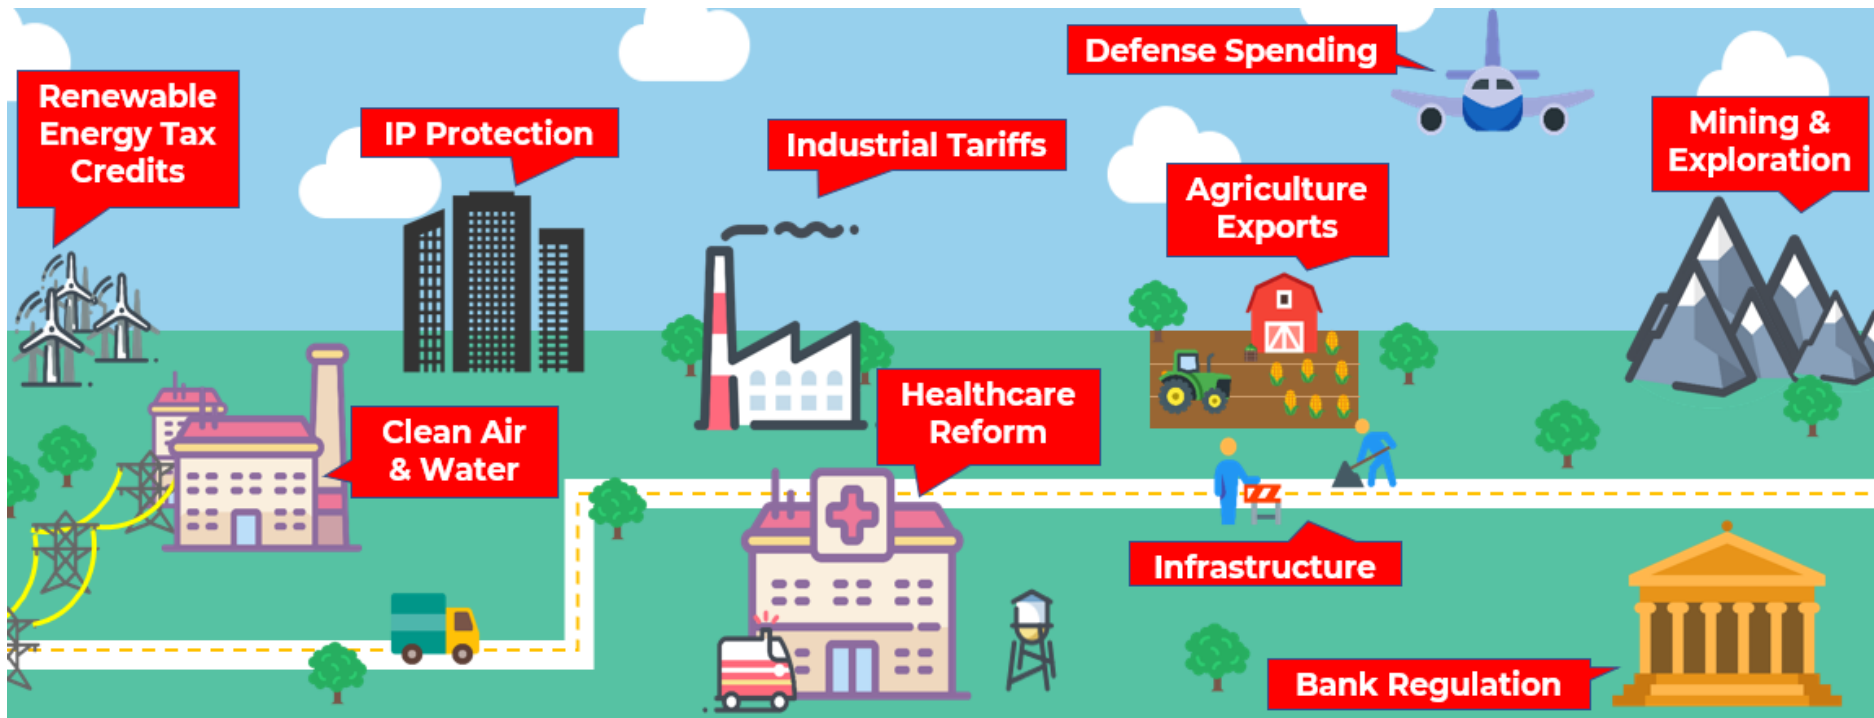 Renewable
Energy Tax
Credits
IP Protection
Industrial Tariffs
Defense Spending
Agriculture
Exports
Mining &
Exploration
Clean Air
& Water
Healthcare
Reform
Infrastructure
Bank Regulation